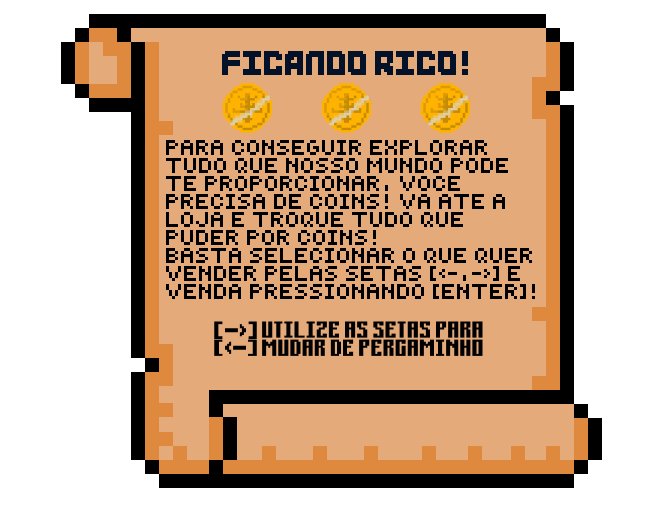 FICANDO RICO!
PARA CONSEGUIR EXPLORAR
TUDO QUE NOSSO MUNDO PODE
TE PROPORCIONAR, VOCE
PRECISA DE COINS! VA ATE A
LOJA E TROQUE TUDO QUE
PUDER POR COINS!
BASTA SELECIONAR O QUE QUER
VENDER PELAS SETAS [<-,->] E
VENDA PRESSIONANDO [ENTER]!
[->] UTILIZE AS SETAS PARA
[<-] MUDAR DE PERGAMINHO